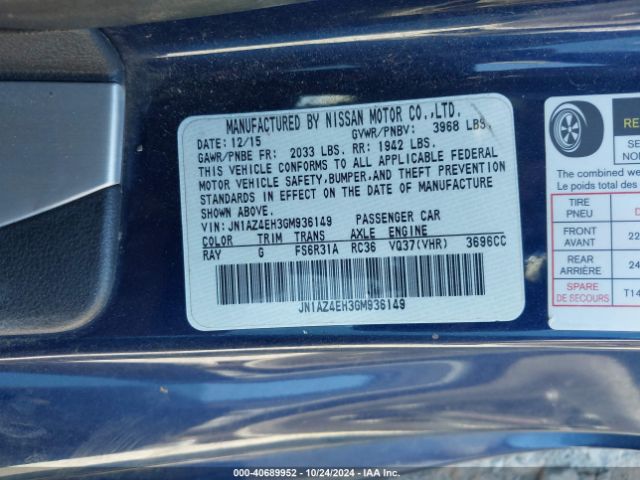 MANUFACTURED BY NISSAN MOTOR CO.,LTD.
DATE: 12/15 GVWR/PNBV: 3968 LBS.
GAWR/PNBE FR: 2033 LBS. RR: 1942 LBS.
THIS VEHICLE CONFORMS TO ALL APPLICABLE FEDERAL
MOTOR VEHICLE SAFETY,BUMPER,AND THEFT PREVENTION
STANDARDS IN EFFECT ON THE DATE OF MANUFACTURE
SHOWN ABOVE.
VIN: JN1AZ4EH3GM936149 PASSENGER CAR
COLOR TRIM TRANS AXLE ENGINE
RAY G FS6R31A RC36 VQ37(VHR) 3696CC
JN1AZ4EH3GM936149
The combined we
Le poids total des
TIRE
PNEU
FRONT
AVANT
22
REAR
ARRIÈRE
24
SPARE
DE SECOURS
T14
000-40689952 - 10/24/2024 - IAA Inc.